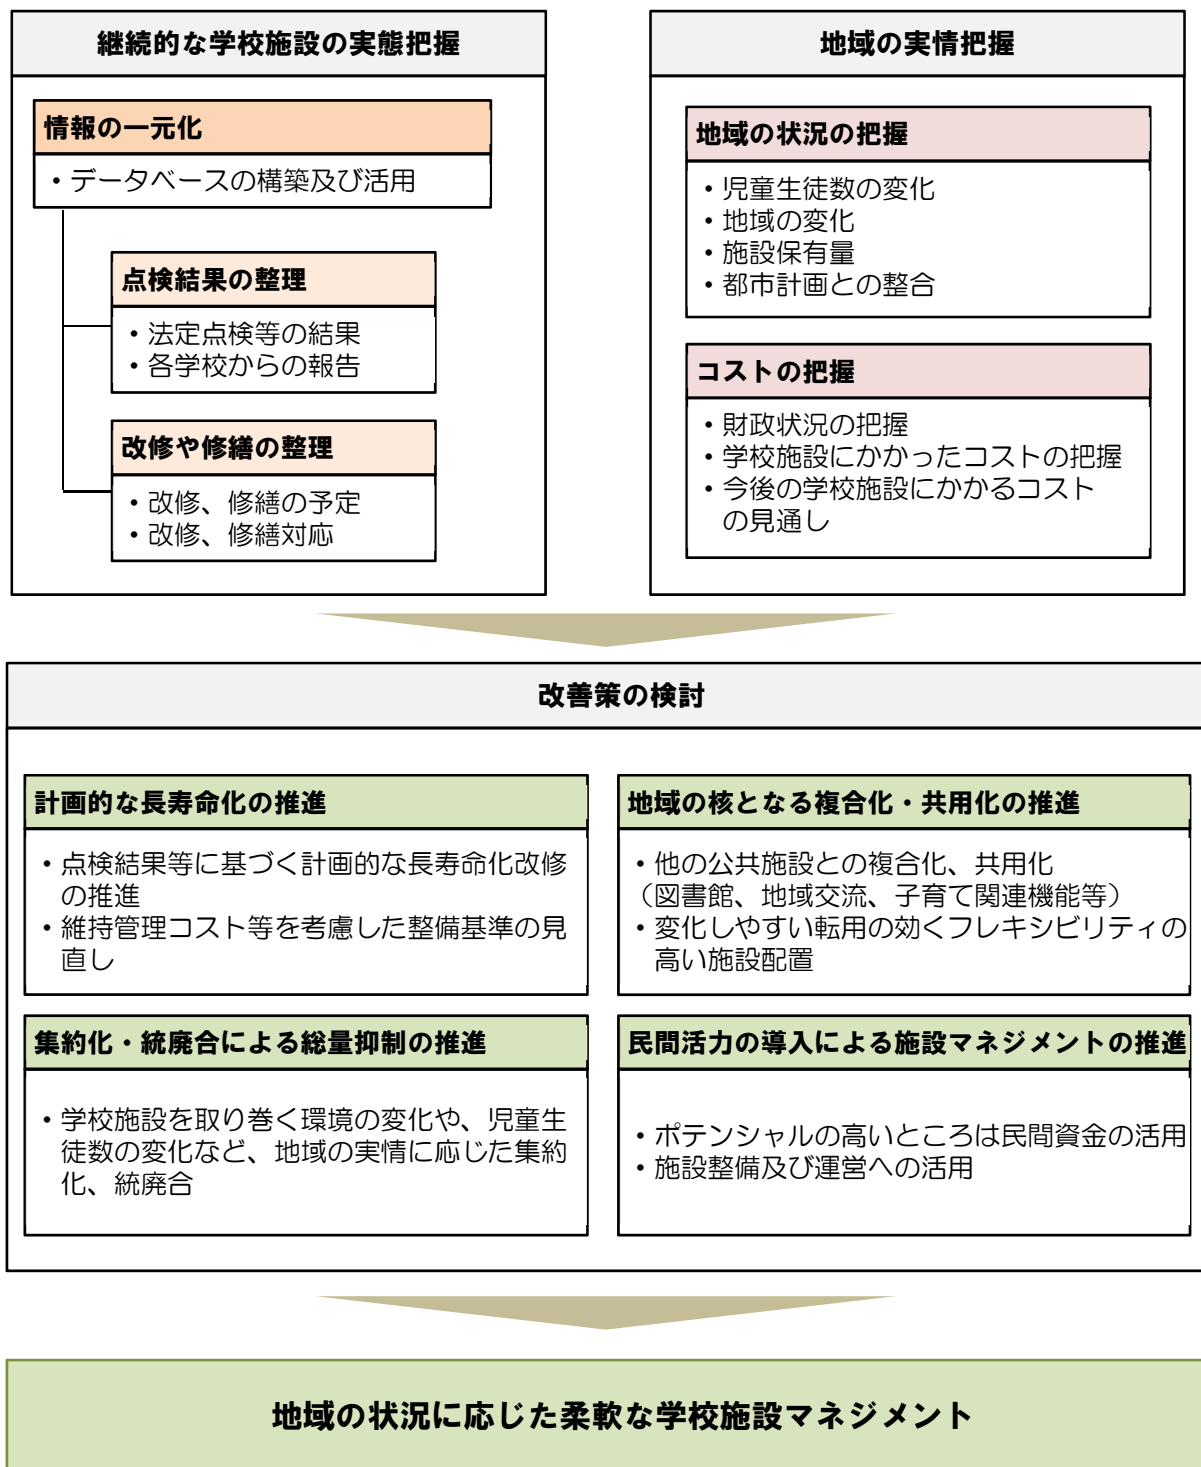 継続的な学校施設の実態把握
情報の一元化
・データベースの構築及び活用
点検結果の整理
・法定点検等の結果
・各学校からの報告
改修や修繕の整理
・改修、修繕の予定
・改修、修繕対応
地域の実情把握
地域の状況の把握
・児童生徒数の変化
・地域の変化
・施設保有量
・都市計画との整合
コストの把握
・財政状況の把握
・学校施設にかかったコストの把握
・今後の学校施設にかかるコスト
の見通し
改善策の検討
計画的な長寿命化の推進
・点検結果等に基づく計画的な長寿命化改修
の推進
・維持管理コスト等を考慮した整備基準の見
直し
地域の核となる複合化・共用化の推進
・他の公共施設との複合化、共用化
（図書館、地域交流、子育て関連機能等）
・変化しやすい転用の効くフレキシビリティの
高い施設配置
集約化・統廃合による総量抑制の推進
・学校施設を取り巻く環境の変化や、児童生
徒数の変化など、地域の実情に応じた集約
化、統廃合
民間活力の導入による施設マネジメントの推進
・ポテンシャルの高いところは民間資金の活用
・施設整備及び運営への活用
地域の状況に応じた柔軟な学校施設マネジメント